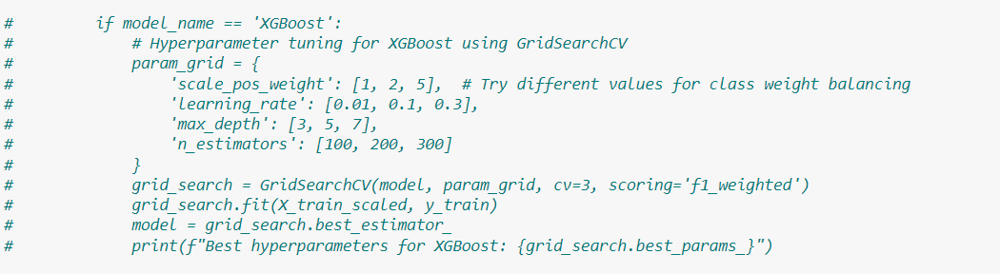 #         if model_name == 'XGBoost':
#             # Hyperparameter tuning for XGBoost using GridSearchCV
#             param_grid = {
#                 'scale_pos_weight': [1, 2, 5],  # Try different values for class weight balancing
#                 'learning_rate': [0.01, 0.1, 0.3],
#                 'max_depth': [3, 5, 7],
#                 'n_estimators': [100, 200, 300]
#             }
#             grid_search = GridSearchCV(model, param_grid, cv=3, scoring='f1_weighted')
#             grid_search.fit(X_train_scaled, y_train)
#             model = grid_search.best_estimator_
#             print(f"Best hyperparameters for XGBoost: {grid_search.best_params_}")